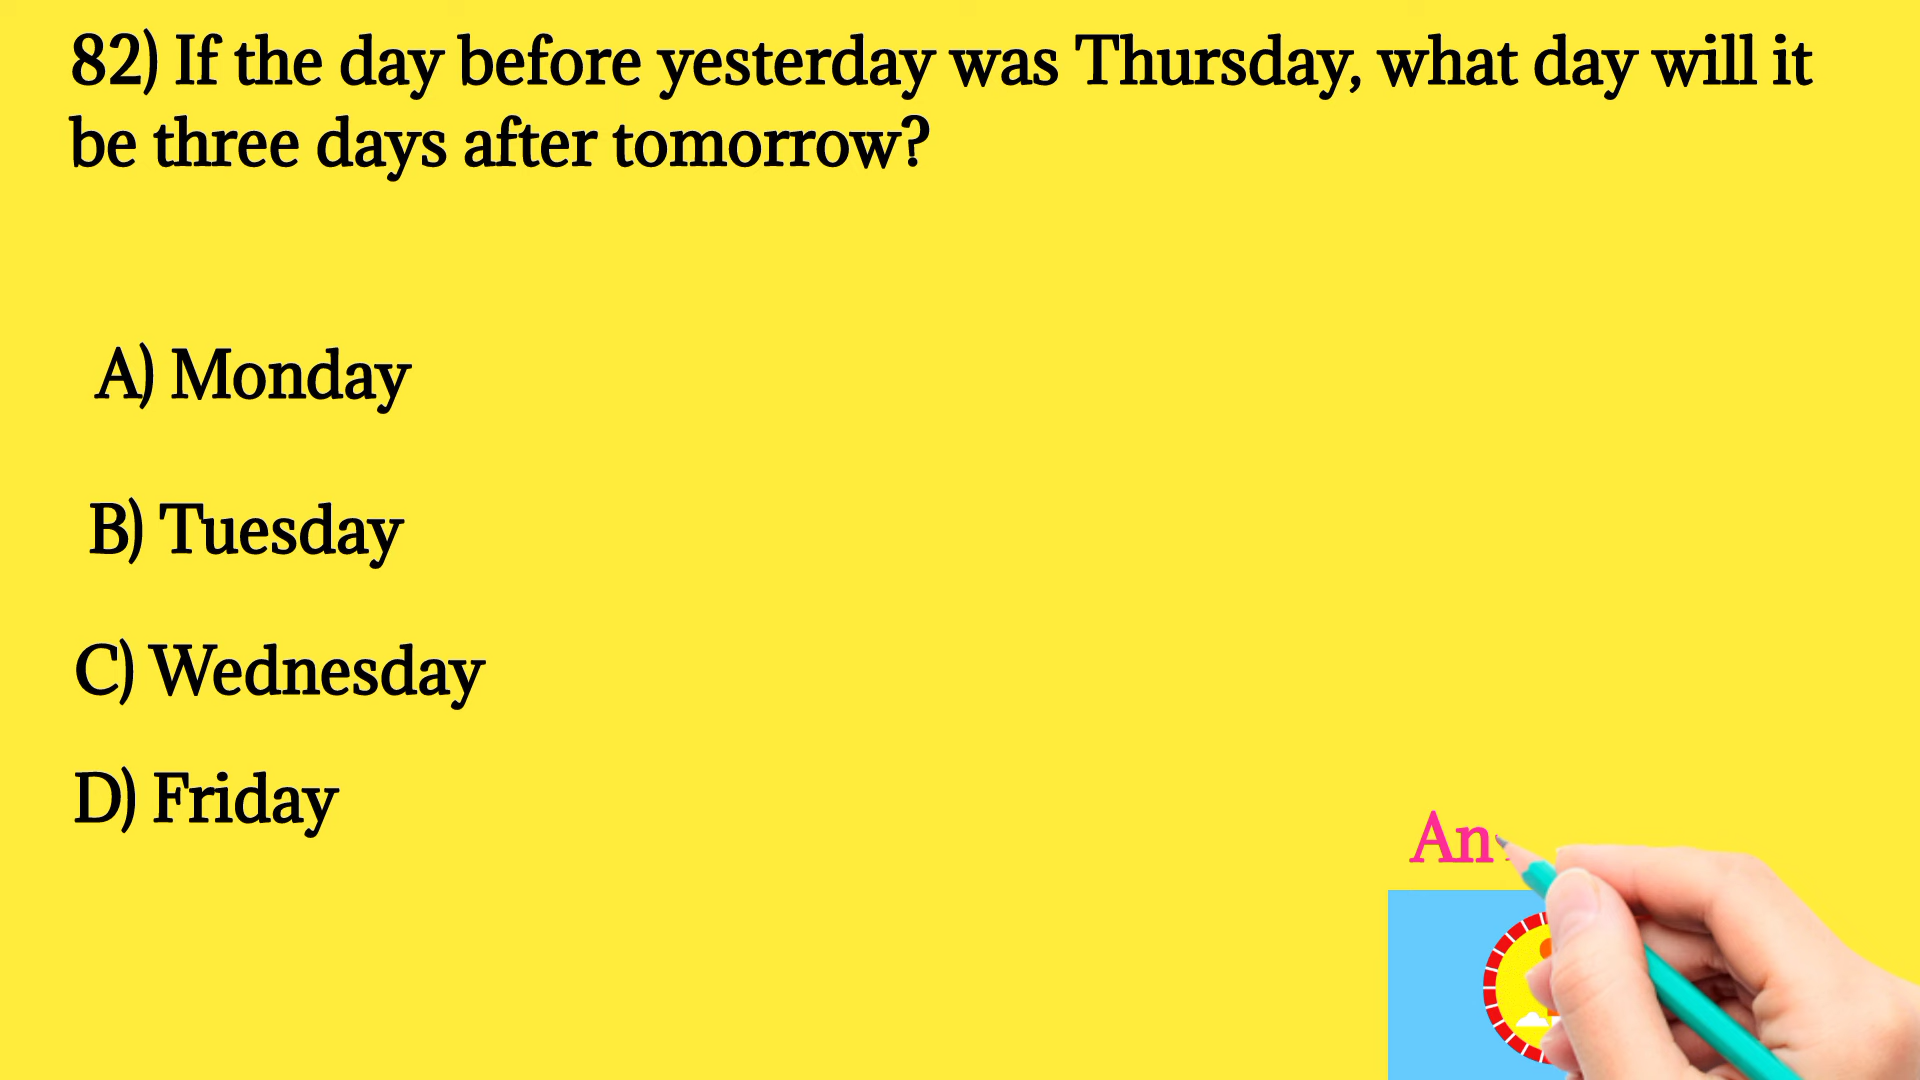 82) If the day before yesterday was Thursday, what day will it
be three days after tomorrow?
A) Monday
B) Tuesday
C) Wednesday
D) Friday
An